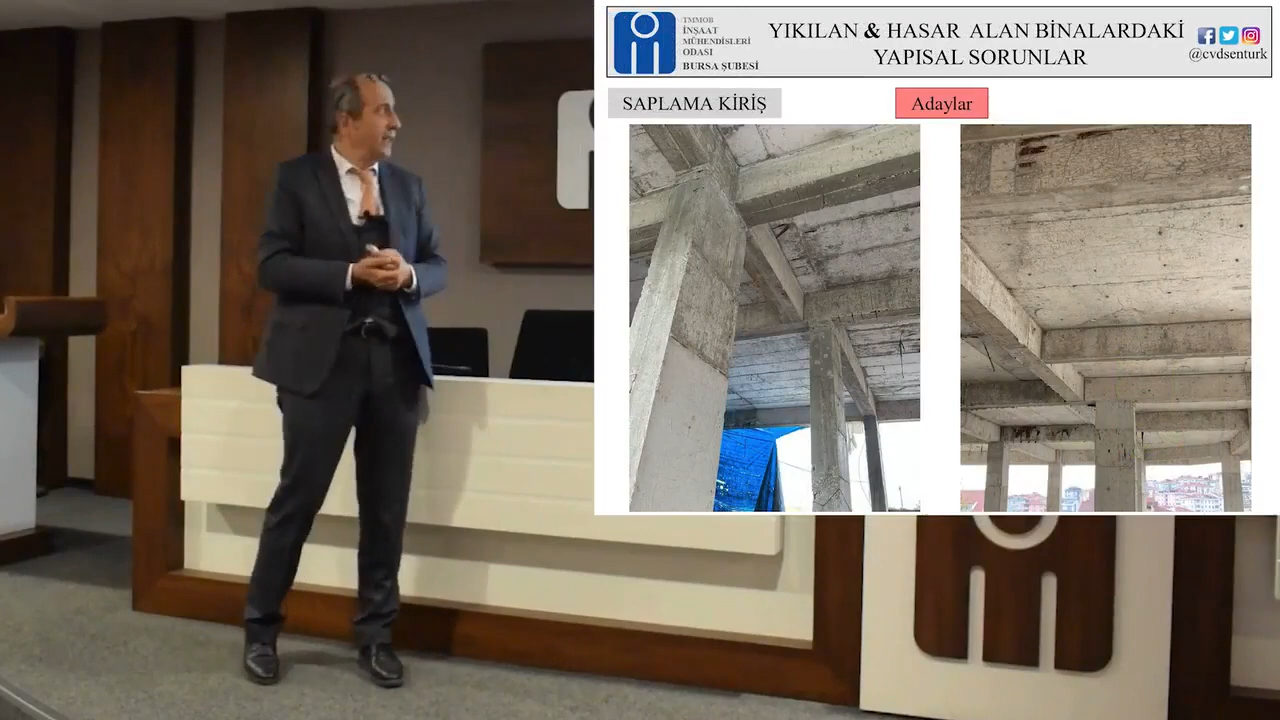 TMMOB
İNŞAAT
MÜHENDİSLERİ
ODASI
BURSA ŞUBESİ
YIKILAN & HASAR ALAN BİNALARDAKİ
YAPISAL SORUNLAR
@cvdsenturk
SAPLAMA KİRİŞ
Adaylar